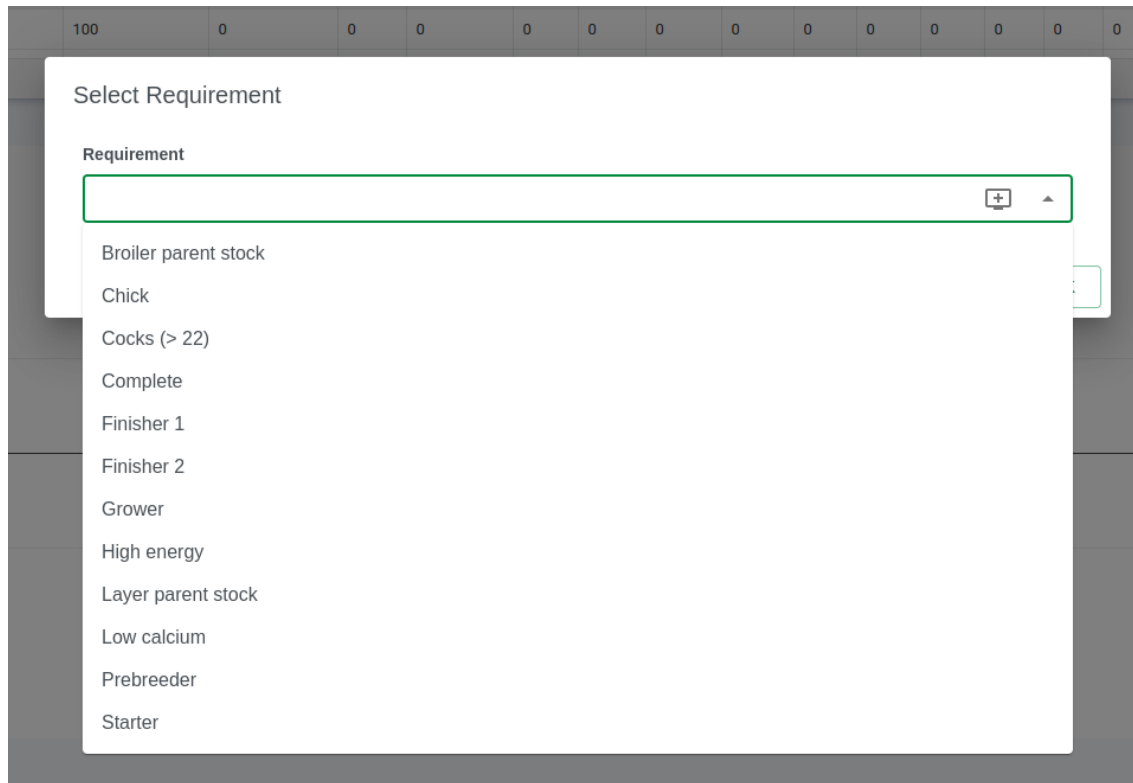 100 0 0 0 0 0 0 0 0 0 0 0 0 0
Select Requirement
Requirement
Broiler parent stock
Chick
Cocks (> 22)
Complete
Finisher 1
Finisher 2
Grower
High energy
Layer parent stock
Low calcium
Prebreeder
Starter